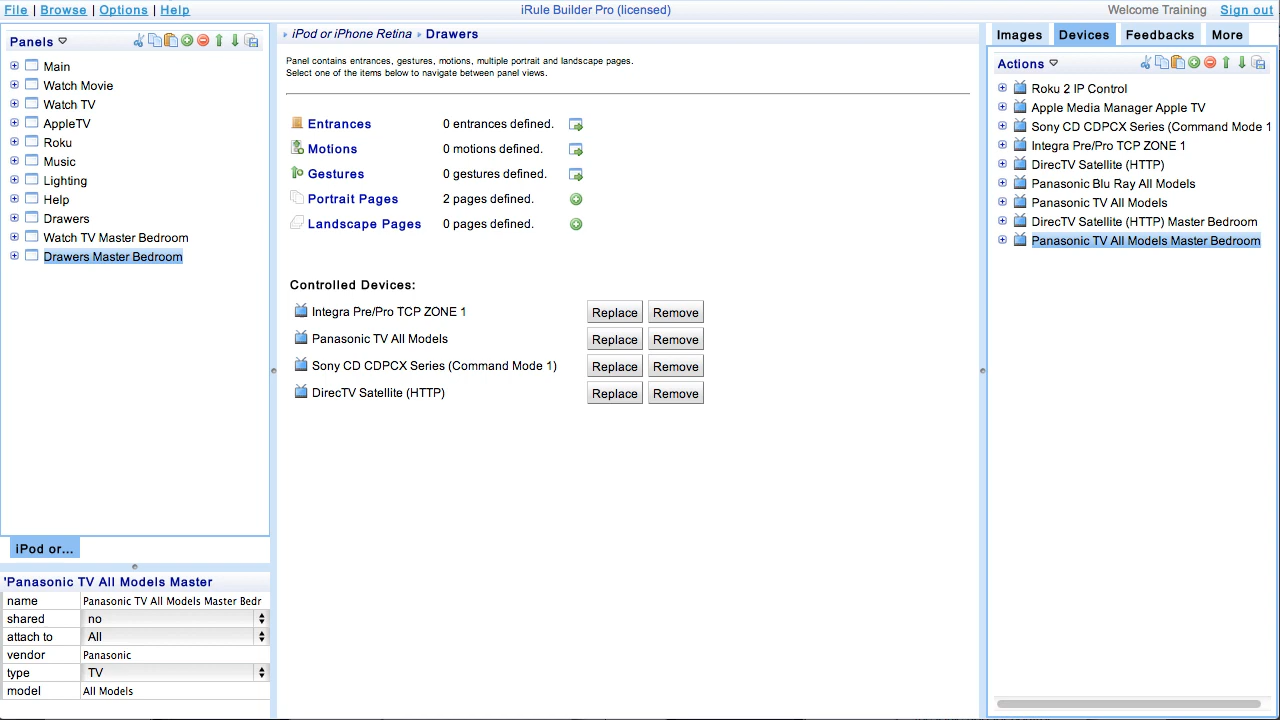 File | Browse | Options | Help
iRule Builder Pro (licensed)
Welcome Training Sign out
Panels
Main
Watch Movie
Watch TV
AppleTV
Roku
Music
Lighting
Help
Drawers
Watch TV Master Bedroom
Drawers Master Bedroom
iPod or...
'Panasonic TV All Models Master
name Panasonic TV All Models Master Bedr
shared no
attach to All
vendor Panasonic
type TV
model All Models
iPod or iPhone Retina Drawers
Panel contains entrances, gestures, motions, multiple portrait and landscape pages.
Select one of the items below to navigate between panel views.
Entrances 0 entrances defined.
Motions 0 motions defined.
Gestures 0 gestures defined.
Portrait Pages 2 pages defined.
Landscape Pages 0 pages defined.
Controlled Devices:
Integra Pre/Pro TCP ZONE 1 Replace Remove
Panasonic TV All Models Replace Remove
Sony CD CDPCX Series (Command Mode 1) Replace Remove
DirecTV Satellite (HTTP) Replace Remove
Images Devices Feedbacks More
Actions
Roku 2 IP Control
Apple Media Manager Apple TV
Sony CD CDPCX Series (Command Mode 1
Integra Pre/Pro TCP ZONE 1
DirecTV Satellite (HTTP)
Panasonic Blu Ray All Models
Panasonic TV All Models
DirecTV Satellite (HTTP) Master Bedroom
Panasonic TV All Models Master Bedroom